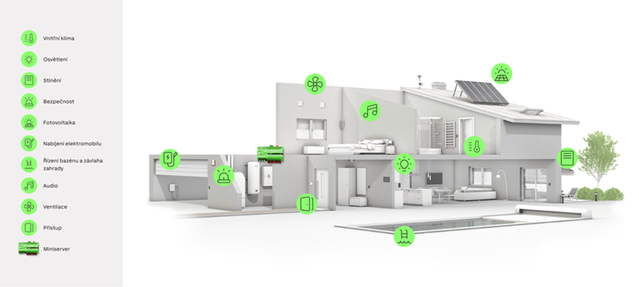 Vnitřní klima
Osvětlení
Stínění
Bezpečnost
Fotovoltaika
Nabíjení elektromobilu
Řízení bazénu a závlaha
zahrady
Audio
Ventilace
Přístup
Miniserver